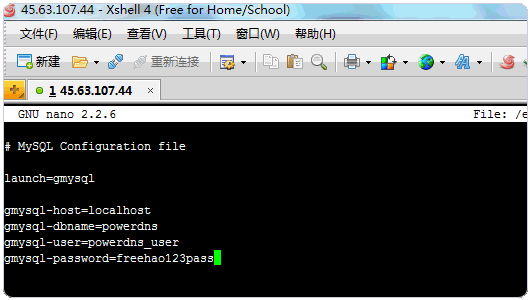 45.63.107.44 - Xshell 4 (Free for Home/School)
文件(F) 编辑(E) 查看(V) 工具(T) 窗口(W) 帮助(H)
新建 重新连接
1 45.63.107.44 ×
GNU nano 2.2.6 File: /e
# MySQL Configuration file
launch=gmysql
gmysql-host=localhost
gmysql-dbname=powerdns
gmysql-user=powerdns_user
gmysql-password=freehao123pass